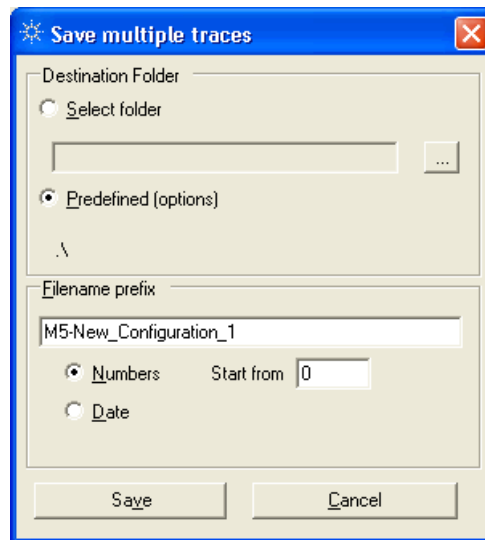 Save multiple traces
Destination Folder
Select folder
...
Predefined (options)
.\
Filename prefix
M5-New_Configuration_1
Numbers Start from 0
Date
Save Cancel